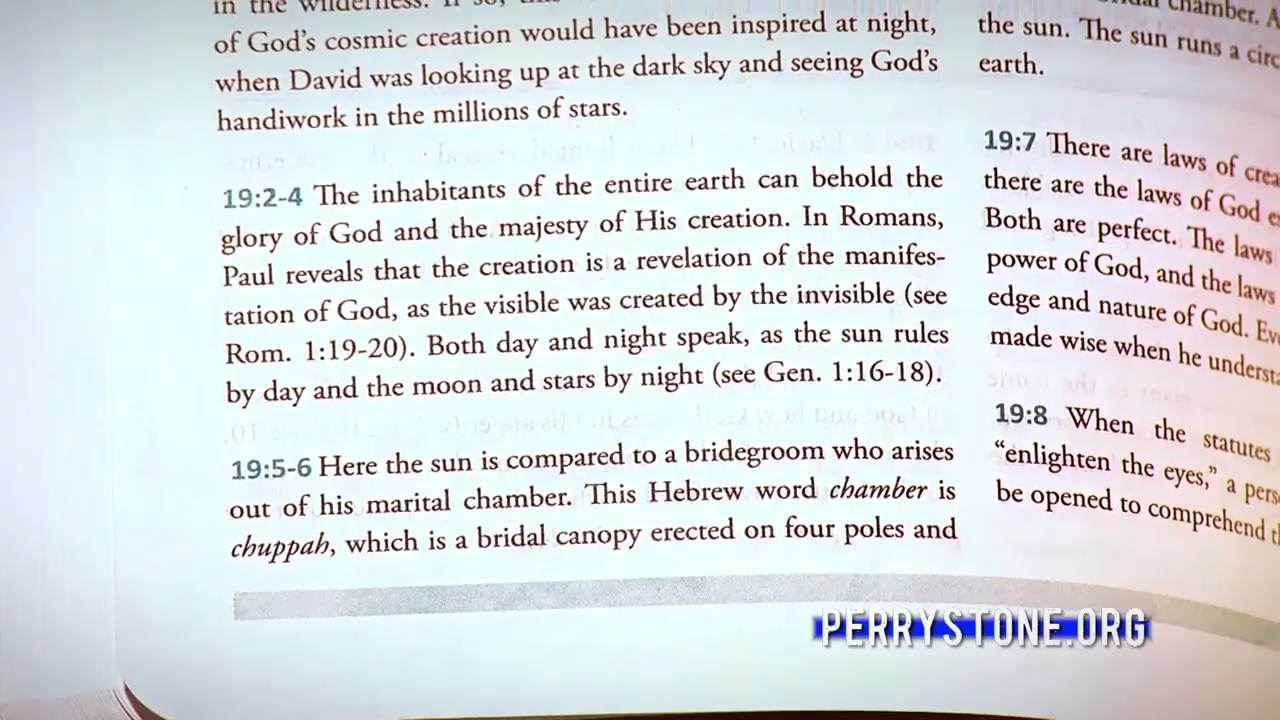 in the wilderness. If so,
of God's cosmic creation would have been inspired at night,
when David was looking up at the dark sky and seeing God's
handiwork in the millions of stars.
19:2-4 The inhabitants of the entire earth can behold the
glory of God and the majesty of His creation. In Romans,
Paul reveals that the creation is a revelation of the manifes-
tation of God, as the visible was created by the invisible (see
Rom. 1:19-20). Both day and night speak, as the sun rules
by day and the moon and stars by night (see Gen. 1:16-18).
19:5-6 Here the sun is compared to a bridegroom who arises
out of his marital chamber. This Hebrew word chamber is
chuppah, which is a bridal canopy erected on four poles and
chamber.
the sun. The sun runs a
earth.
19:7 There are laws of
there are the laws of God
Both are perfect. The laws
power of God, and the laws
edge and nature of God.
made wise when he
19:8 When the statutes
“enlighten the eyes,” a
be opened to comprehend
PERRYSTONE.ORG